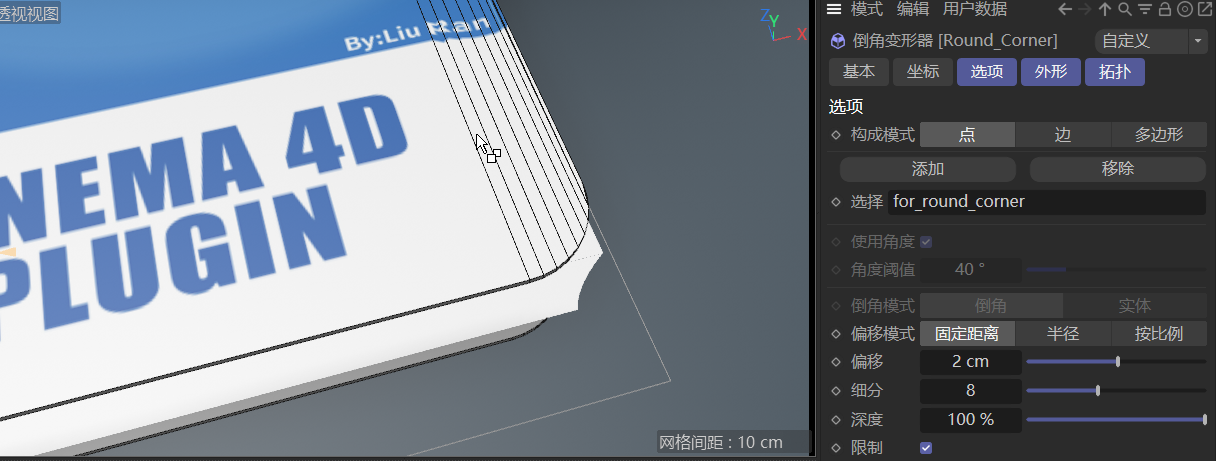 透视视图
By:Liu Ran
NEMA 4D
PLUGIN
Z
Y
X
网格间距 : 10 cm
模式 编辑 用户数据
倒角变形器 [Round_Corner] 自定义
基本 坐标 选项 外形 拓扑
选项
构成模式 点 边 多边形
添加 移除
选择 for_round_corner
使用角度
角度阈值 40 °
倒角模式 倒角 实体
偏移模式 固定距离 半径 按比例
偏移 2 cm
细分 8
深度 100 %
限制